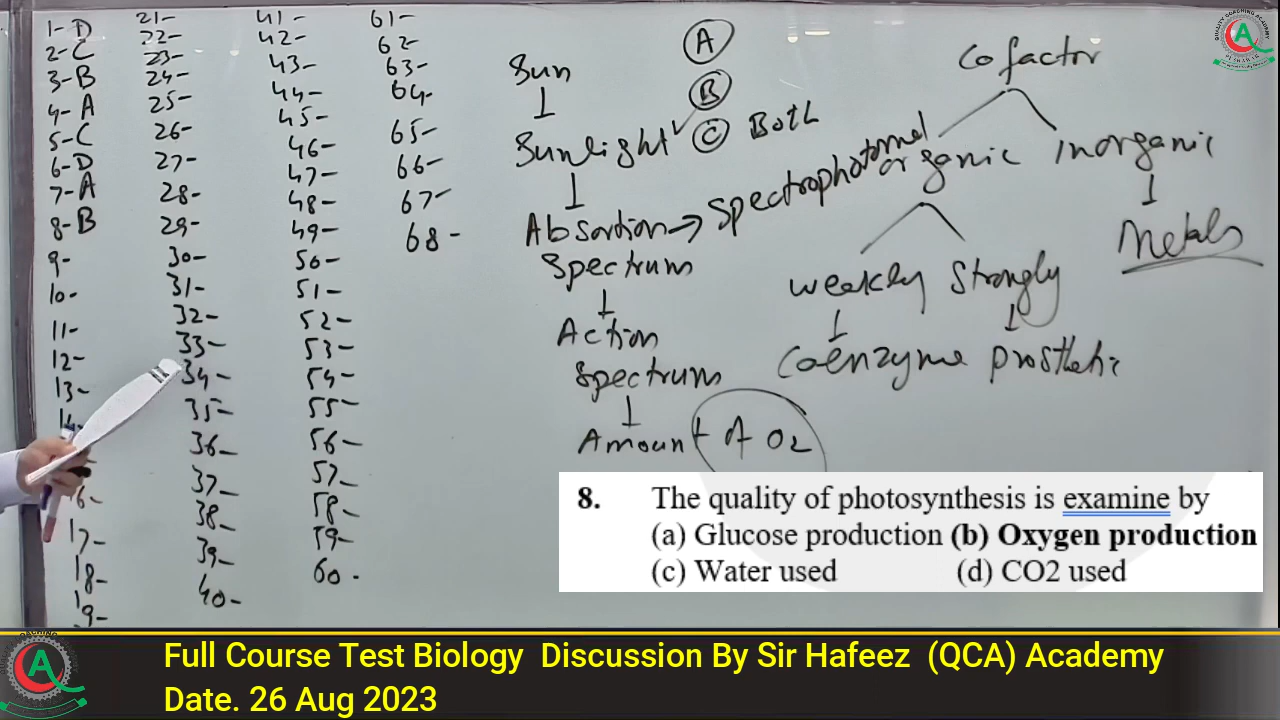 1- D
2- C
3- B
4- A
5- C
6- D
7- A
8- B
9-
10-
11-
12-
13-
14-
6-
17-
18-
19-
21-
22-
23-
24-
25-
26-
27-
28-
29-
30-
31-
32-
33-
34-
35-
36-
37-
38-
39-
40-
41-
42-
43-
44-
45-
46-
47-
48-
49-
50-
51-
52-
53-
54-
55-
56-
57-
58-
59-
60-
61-
62-
63-
64-
65-
66-
67-
68-
Sun
Sunlight
Absortion → Spectrophotomet
Spectrum
Action
Spectrum
Amount of O2
A
B
C Both
Cofactor
organic inorganic
Metals
weakly Strongly
Coenzyme prosthetic
8. The quality of photosynthesis is examine by
(a) Glucose production (b) Oxygen production
(c) Water used (d) CO2 used
Full Course Test Biology Discussion By Sir Hafeez (QCA) Academy
Date. 26 Aug 2023